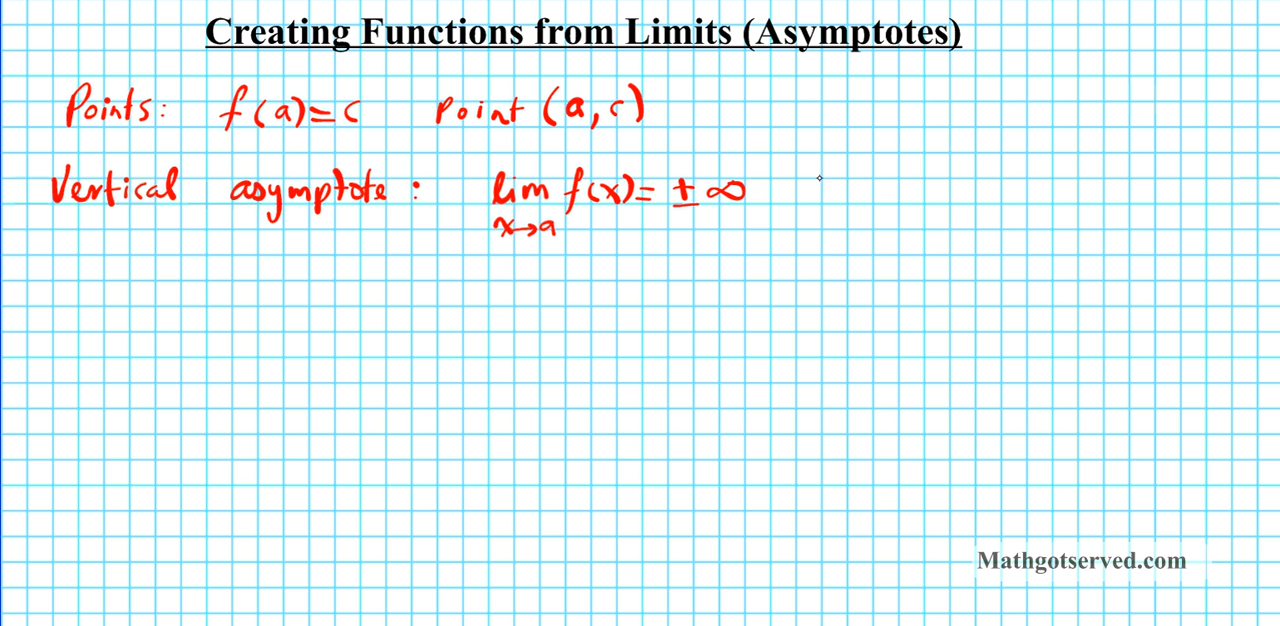 Creating Functions from Limits (Asymptotes)
Points: f(a)=c point (a,c)
Vertical asymptote: lim f(x)= ± ∞
x→a
Mathgotserved.com